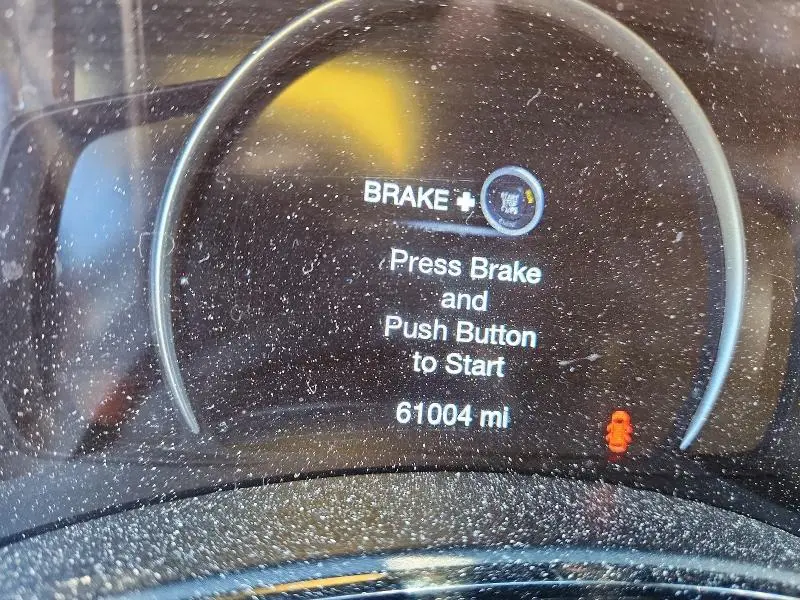 BRAKE +
Press Brake
and
Push Button
to Start
61004 mi